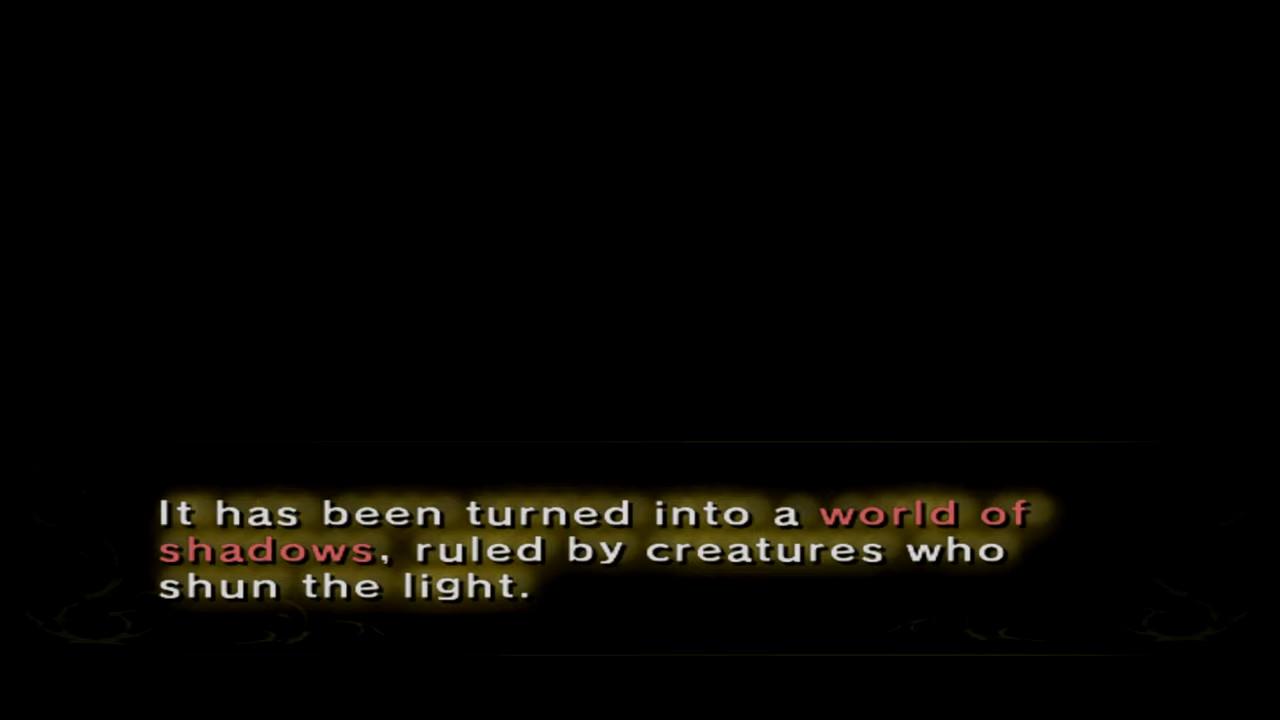 It has been turned into a world of
shadows, ruled by creatures who
shun the light.